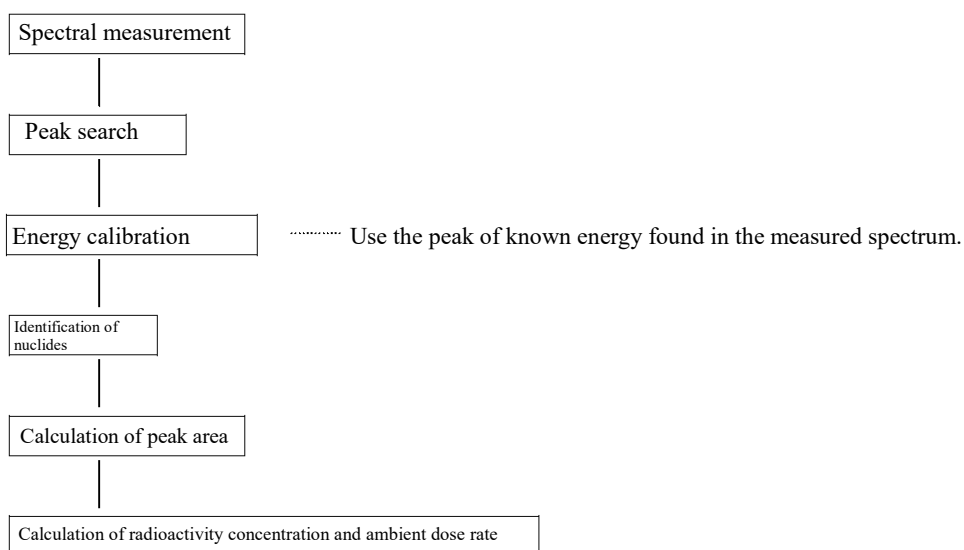 Spectral measurement
Peak search
Energy calibration
Use the peak of known energy found in the measured spectrum.
Identification of
nuclides
Calculation of peak area
Calculation of radioactivity concentration and ambient dose rate